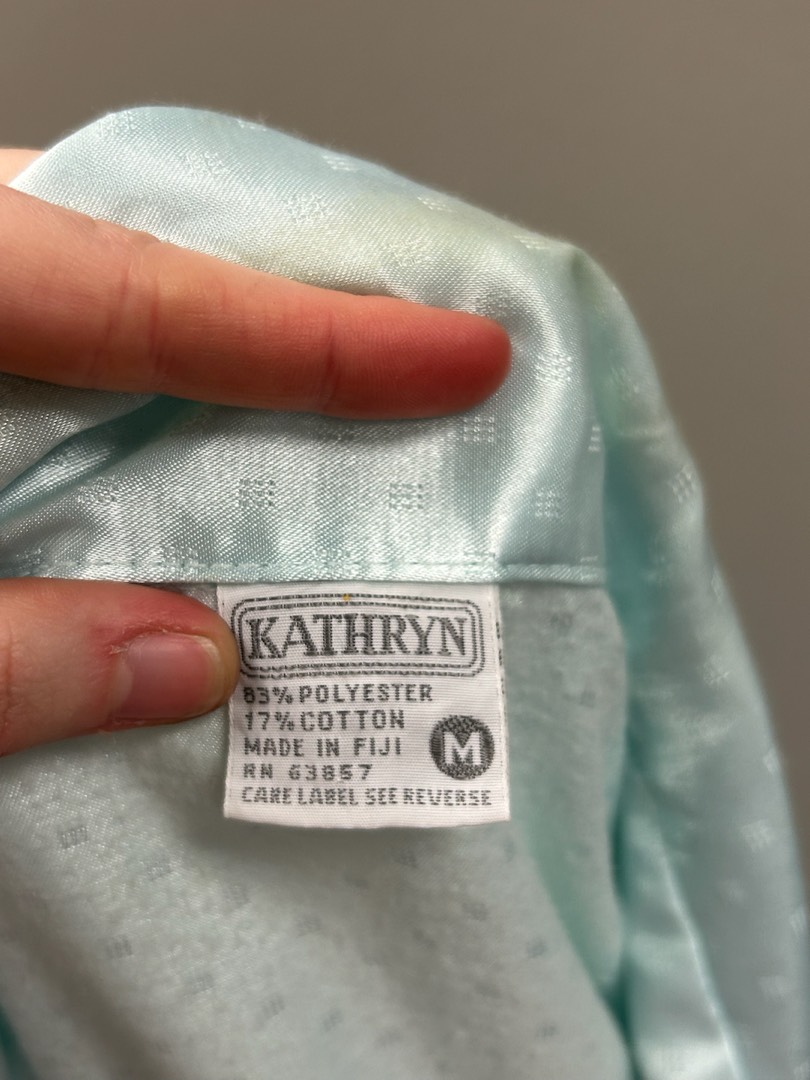 KATHRYN
83% POLYESTER
17% COTTON
MADE IN FIJI
M
RN 63857
CARE LABEL SEE REVERSE